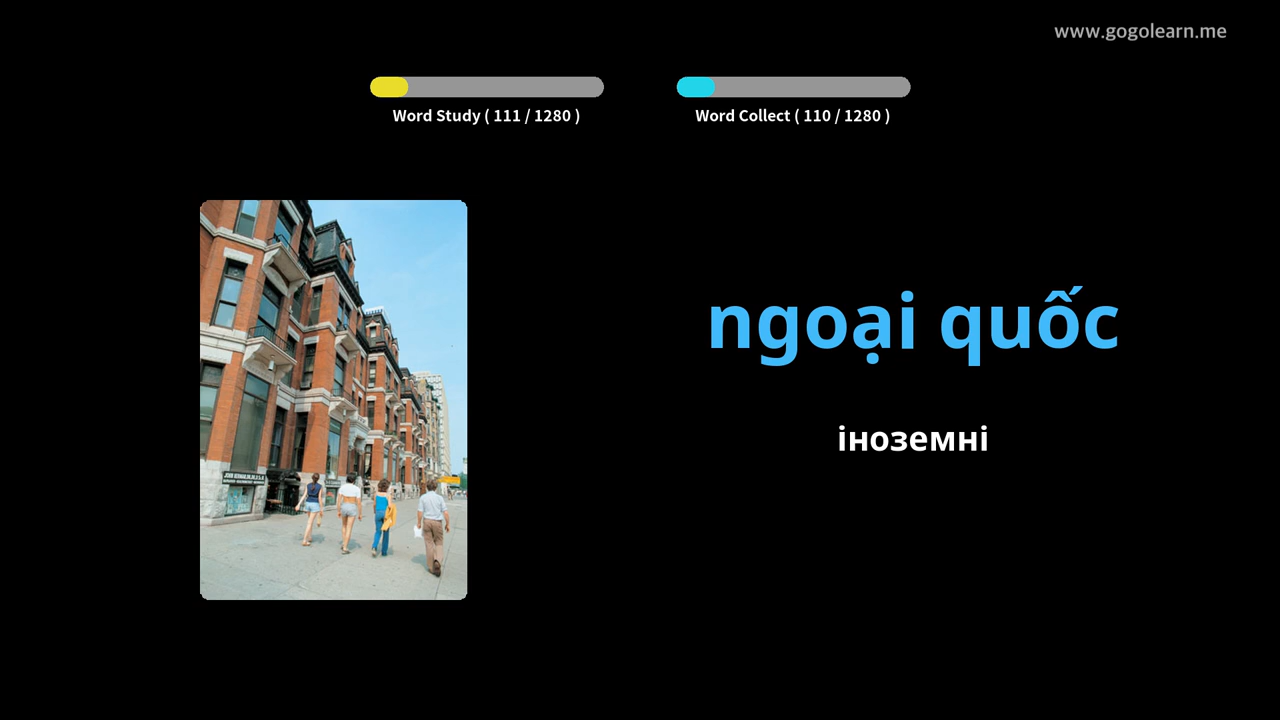 www.gogolearn.me
Word Study ( 111 / 1280 )
Word Collect ( 110 / 1280 )
ngoại quốc
іноземні